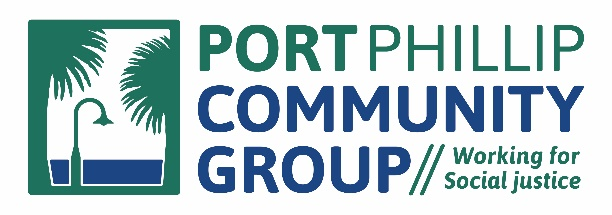 PORT PHILLIP
COMMUNITY
GROUP// Working for
Social justice